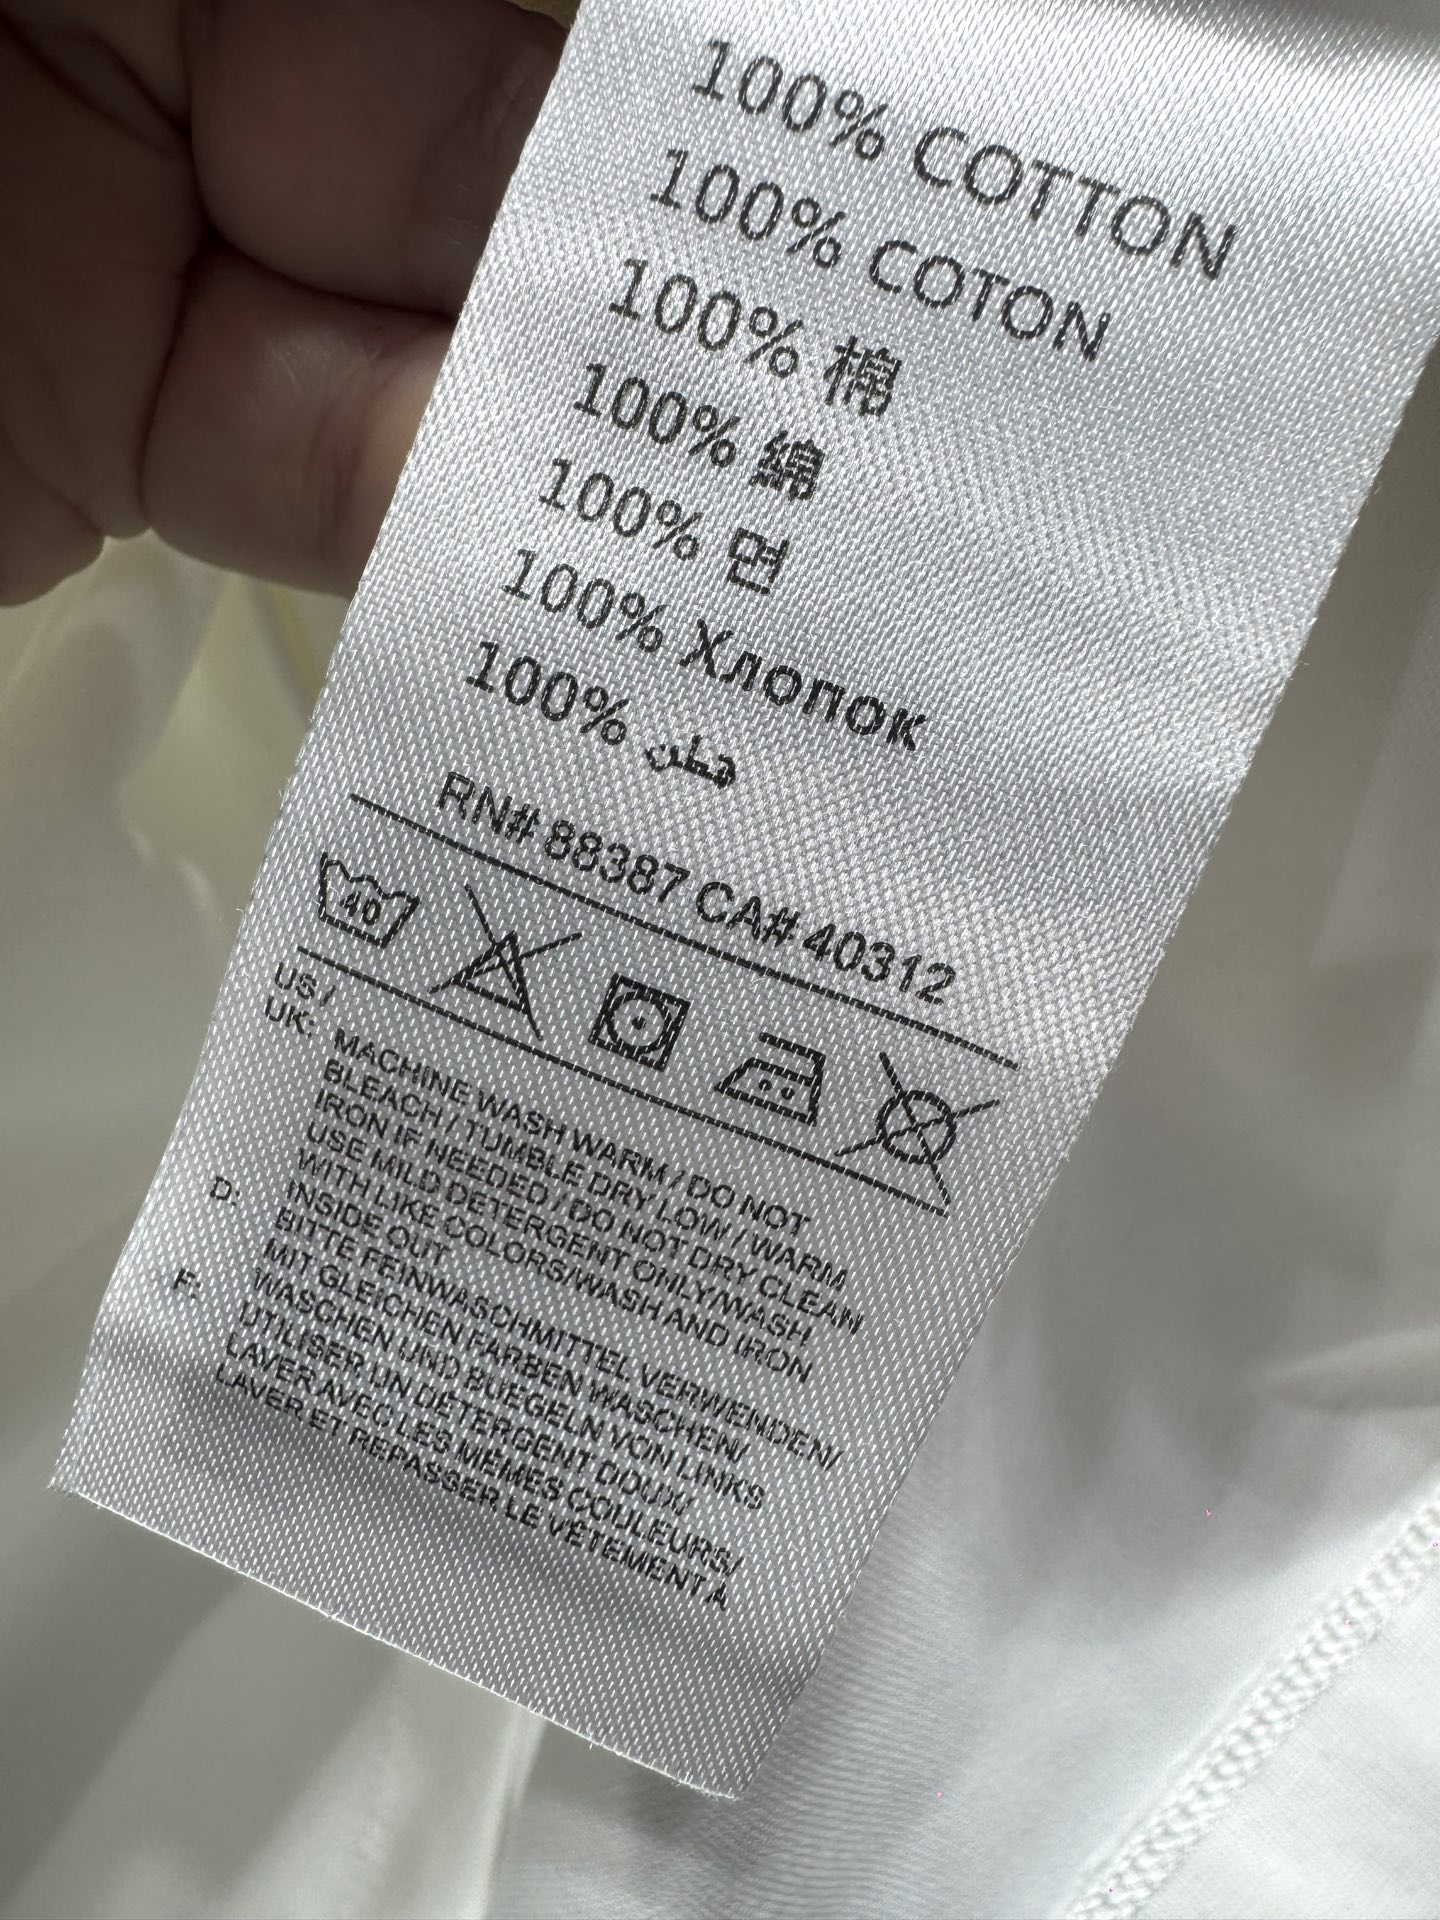 100% COTTON
100% COTON
100% 棉
100% 綿
100% 면
100% Хлопок
100%
RN# 88387 CA# 40312
40
US /
UK:
MACHINE WASH WARM / DO NOT
BLEACH / TUMBLE DRY LOW / WARM
IRON IF NEEDED / DO NOT DRY CLEAN
USE MILD DETERGENT ONLY/WASH
WITH LIKE COLORS/WASH AND IRON
INSIDE OUT
D: BITTE FEINWASCHMITTEL VERWENDEN/
MIT GLEICHEN FARBEN WASCHEN/
WASCHEN UND BUEGELN VON LINKS
F: UTILISER UN DÉTERGENT DOUX/
LAVER AVEC LES MÊMES COULEURS/
LAVER ET REPASSER LE VÊTEMENT À